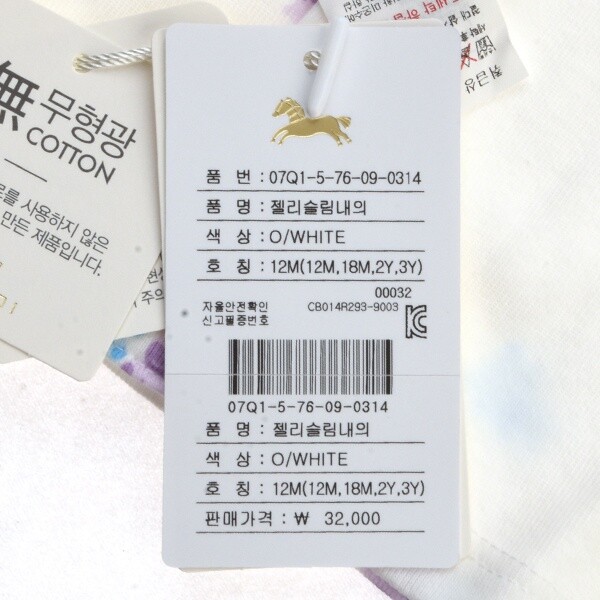 無 무형광
COTTON
를 사용하지 않은
만든 제품입니다.
취급상
품 번 : 07Q1-5-76-09-0314
품 명 : 젤리슬림내의
색 상 : O/WHITE
호 칭 : 12M(12M,18M,2Y,3Y)
00032
자율안전확인 CB014R293-9003
신고필증번호
07Q1-5-76-09-0314
품 명 : 젤리슬림내의
색 상 : O/WHITE
호 칭 : 12M(12M,18M,2Y,3Y)
판매가격 : ₩ 32,000